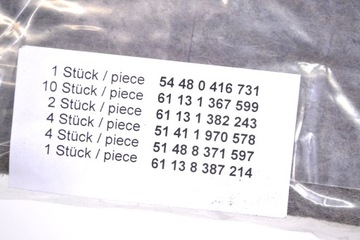 1 Stück / piece 54 48 0 416 731
10 Stück / piece 61 13 1 367 599
2 Stück / piece 61 13 1 382 243
4 Stück / piece 51 41 1 970 578
4 Stück / piece 51 48 8 371 597
1 Stück / piece 61 13 8 387 214